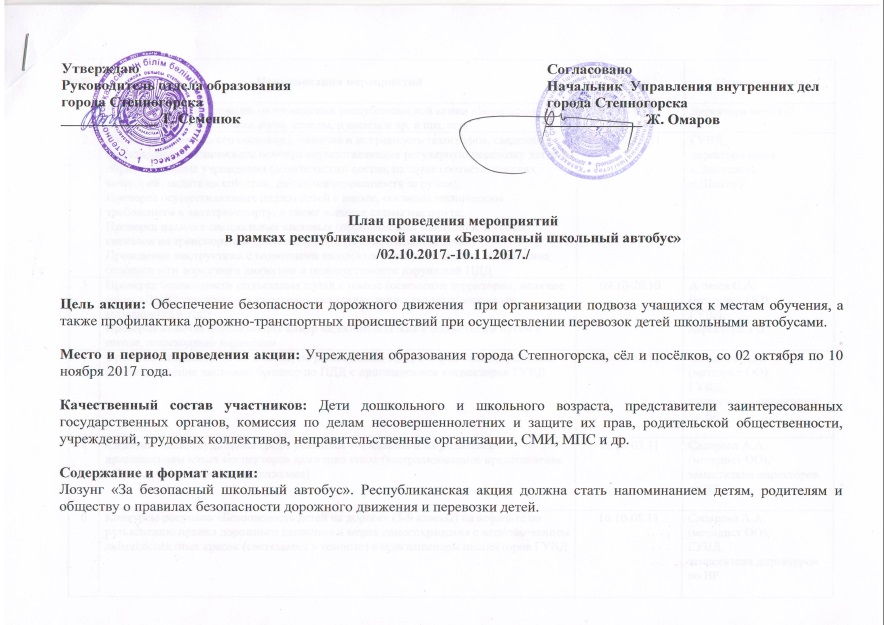 Утверждаю
Руководитель отдела образования
города Степногорска
Г. Семенюк
Согласовано
Начальник Управления внутренних дел
города Степногорска
Ж. Омаров
План проведения мероприятий
в рамках республиканской акции «Безопасный школьный автобус»
/02.10.2017.-10.11.2017./
Цель акции: Обеспечение безопасности дорожного движения при организации подвоза учащихся к местам обучения, а
также профилактика дорожно-транспортных происшествий при осуществлении перевозок детей школьными автобусами.
Место и период проведения акции: Учреждения образования города Степногорска, сёл и посёлков, со 02 октября по 10
ноября 2017 года.
Качественный состав участников: Дети дошкольного и школьного возраста, представители заинтересованных
государственных органов, комиссия по делам несовершеннолетних и защите их прав, родительской общественности,
учреждений, трудовых коллективов, неправительственные организации, СМИ, МПС и др.
Содержание и формат акции:
Лозунг «За безопасный школьный автобус». Республиканская акция должна стать напоминанием детям, родителям и
обществу о правилах безопасности дорожного движения и перевозки детей.